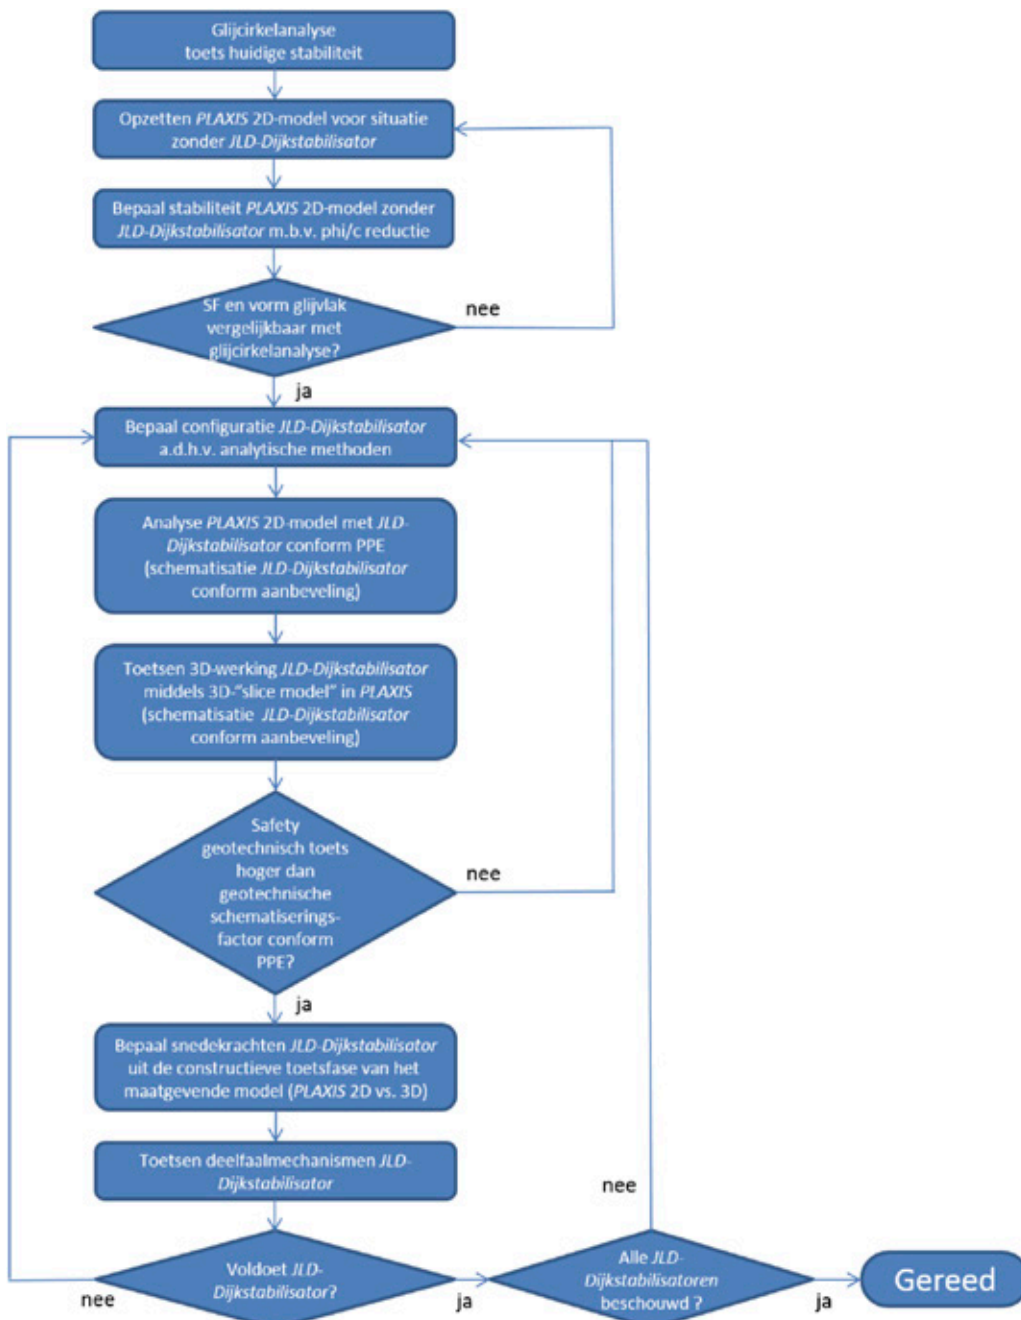 Glijcirkelanalyse
toets huidige stabiliteit
Opzetten PLAXIS 2D-model voor situatie
zonder JLD-Dijkstabilisator
Bepaal stabiliteit PLAXIS 2D-model zonder
JLD-Dijkstabilisator m.b.v. phi/c reductie
SF en vorm glijvlak
vergelijkbaar met
glijcirkelanalyse?
nee
ja
Bepaal configuratie JLD-Dijkstabilisator
a.d.h.v. analytische methoden
Analyse PLAXIS 2D-model met JLD-
Dijkstabilisator conform PPE
(schematisatie JLD-Dijkstabilisator
conform aanbeveling)
Toetsen 3D-werking JLD-Dijkstabilisator
middels 3D-“slice model” in PLAXIS
(schematisatie JLD-Dijkstabilisator
conform aanbeveling)
Safety
geotechnisch toets
hoger dan
geotechnische
schematiserings-
factor conform
PPE?
nee
ja
Bepaal snedekrachten JLD-Dijkstabilisator
uit de constructieve toetsfase van het
maatgevende model (PLAXIS 2D vs. 3D)
Toetsen deelfaalmechanismen JLD-
Dijkstabilisator
Voldoet JLD-
Dijkstabilisator?
nee
ja
Alle JLD-
Dijkstabilisatoren
beschouwd ?
nee
ja
Gereed